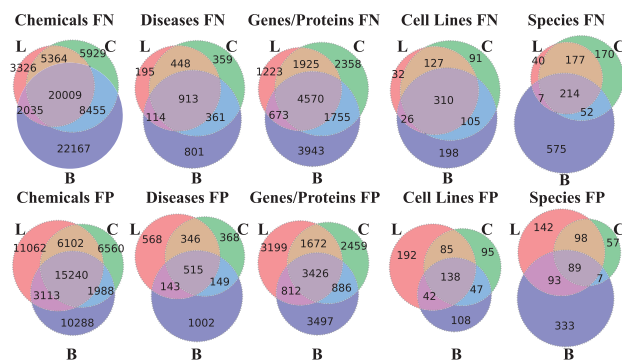 Chemicals FN Diseases FN Genes/Proteins FN Cell Lines FN Species FN
L 5364 5929 C L 448 359 C L 1925 2358 C L 127 91 C L 177 170 C
3326 195 1223 32 40
20009 913 4570 310 7 214
2035 8455 114 361 673 1755 26 105 52
22167 801 3943 198 575
B B B B B
Chemicals FP Diseases FP Genes/Proteins FP Cell Lines FP Species FP
L C L C L C L C L 142 C
11062 6102 6560 568 346 368 3199 1672 2459 192 85 95 98 57
15240 515 3426 138 89
3113 1988 143 149 812 886 42 47 93 7
10288 1002 3497 108 333
B B B B B